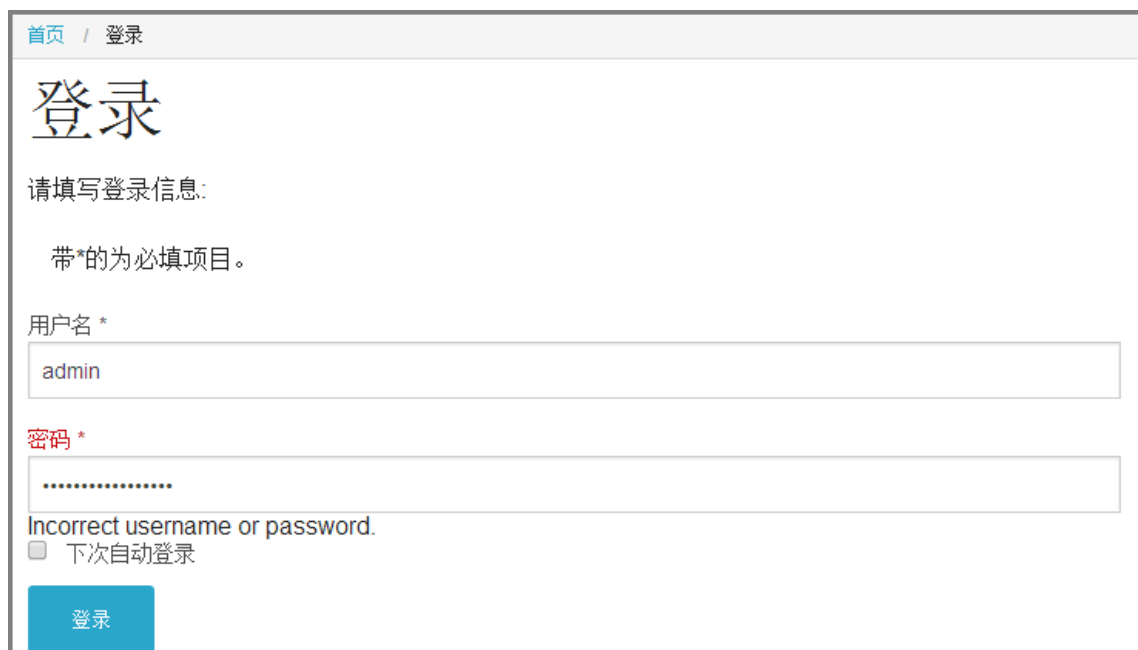 首页 / 登录
登录
请填写登录信息:
带*的为必填项目。
用户名 *
admin
密码 *
•••••••••••••••••
Incorrect username or password.
下次自动登录
登录